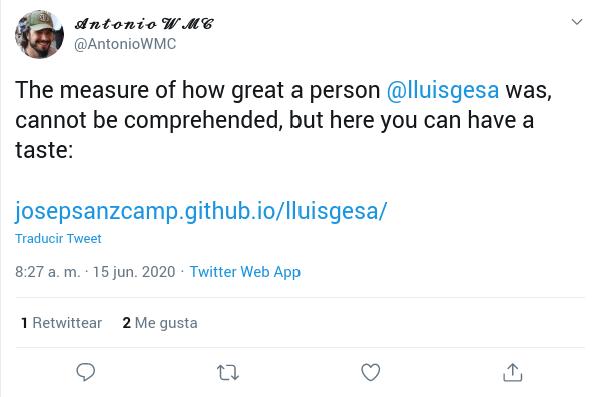 𝓐𝓷𝓽𝓸𝓷𝓲𝓸 𝓦 𝓜𝓒
@AntonioWMC
The measure of how great a person @lluisgesa was,
cannot be comprehended, but here you can have a
taste:
josepsanzcamp.github.io/lluisgesa/
Traducir Tweet
8:27 a. m. · 15 jun. 2020 · Twitter Web App
1 Retwittear 2 Me gusta